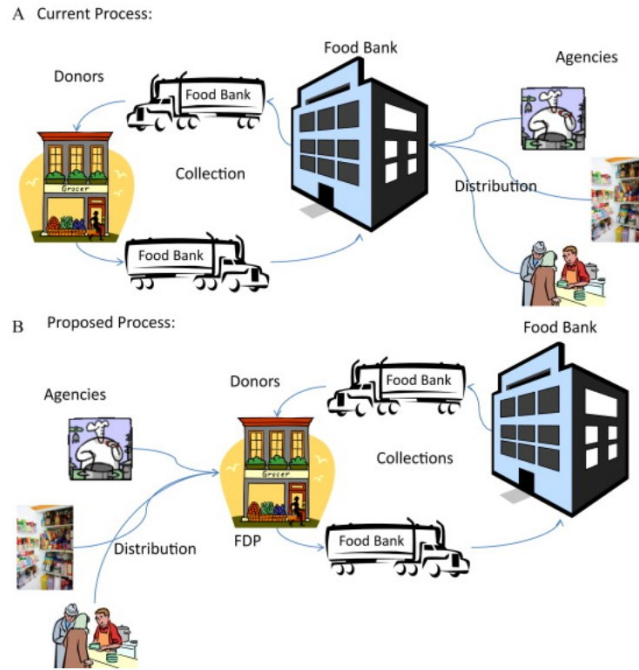 A Current Process:
Food Bank
Donors
Agencies
Food Bank
Grocer
Collection
Distribution
Food Bank
B Proposed Process:
Food Bank
Agencies
Donors
Food Bank
Grocer
Collections
Distribution
FDP
Food Bank